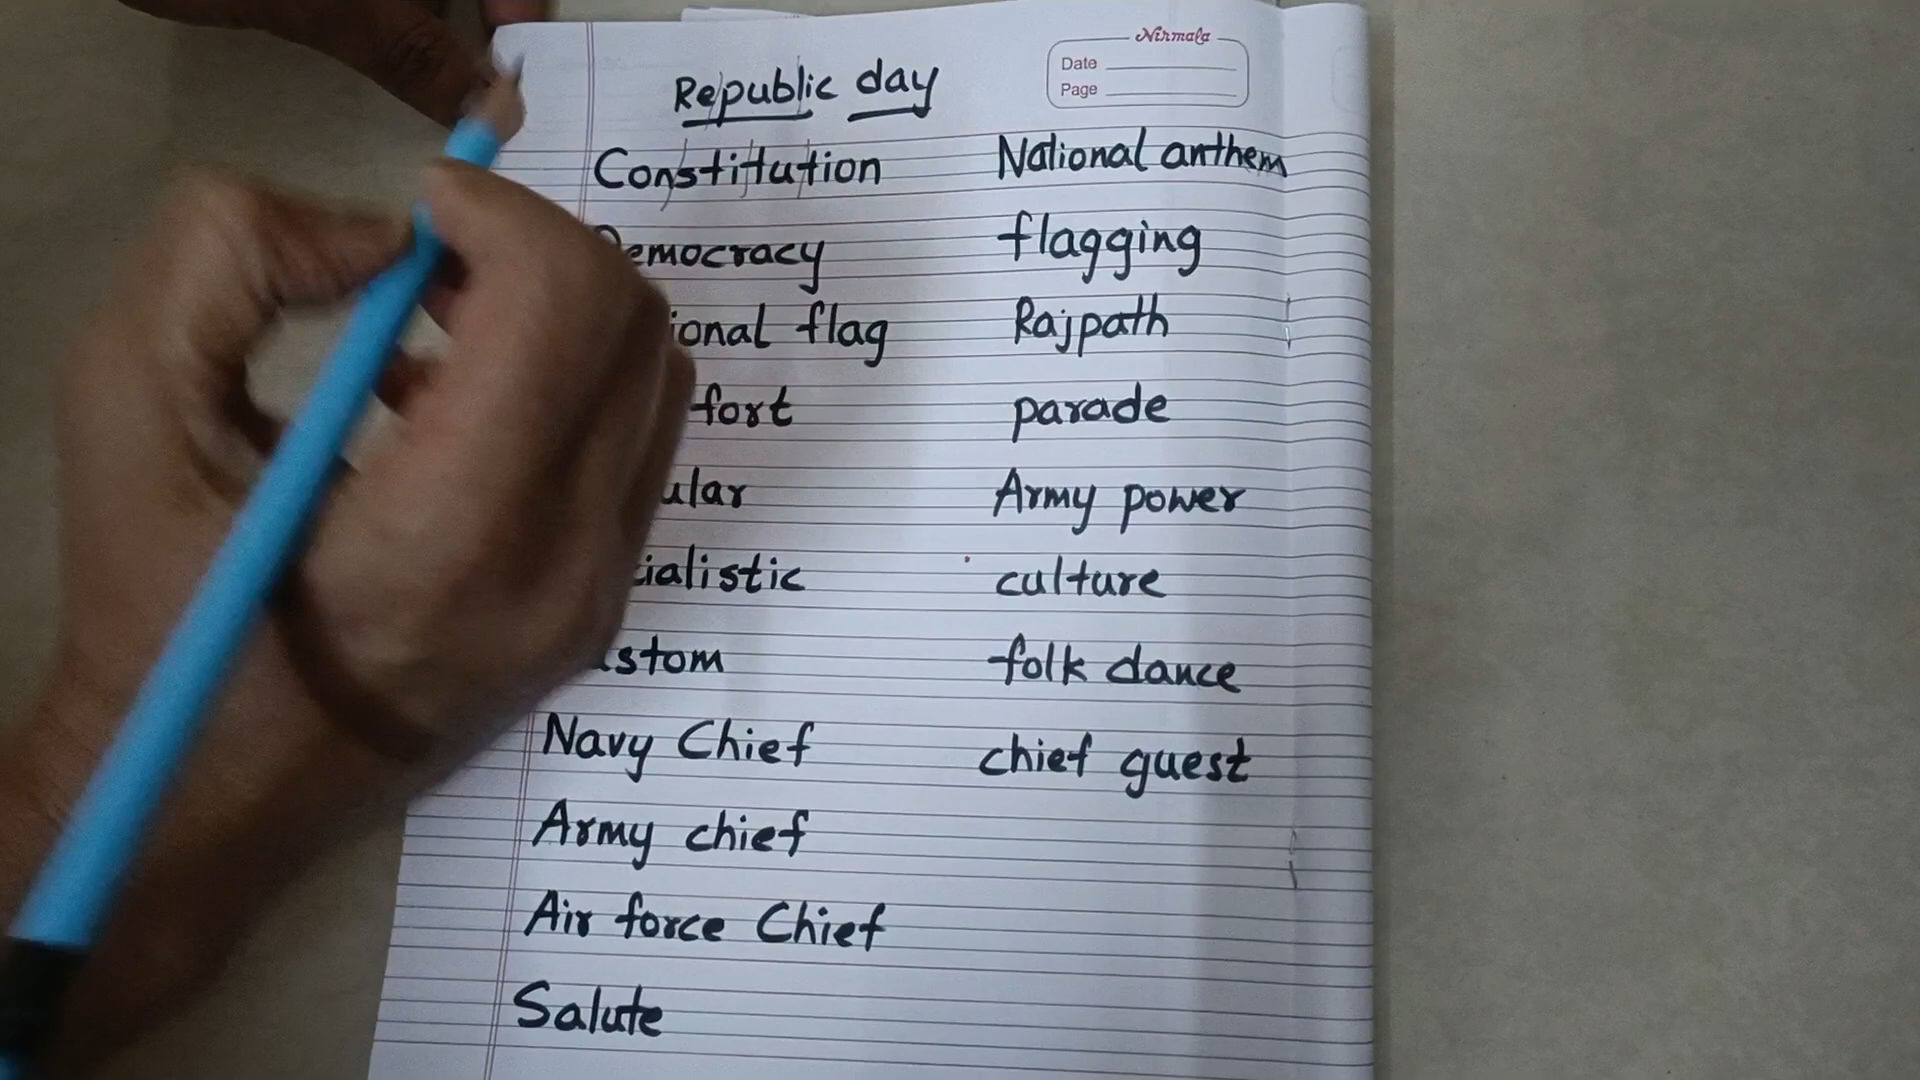 Nirmala
Date
Page
Republic day
Constitution
Democracy
ional flag
fort
ular
ialistic
stom
Navy Chief
Army chief
Air force Chief
Salute
National anthem
flagging
Rajpath
parade
Army power
culture
folk dance
chief guest